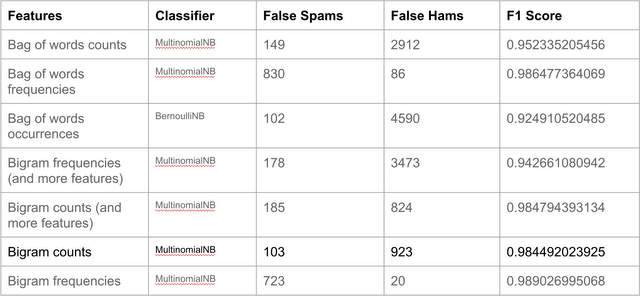 Features Classifier False Spams False Hams F1 Score
Bag of words counts MultinomialNB 149 2912 0.952335205456
Bag of words MultinomialNB 830 86 0.986477364069
frequencies
Bag of words BernoulliNB 102 4590 0.924910520485
occurrences
Bigram frequencies MultinomialNB 178 3473 0.942661080942
(and more features)
Bigram counts (and MultinomialNB 185 824 0.984794393134
more features)
Bigram counts MultinomialNB 103 923 0.984492023925
Bigram frequencies MultinomialNB 723 20 0.989026995068